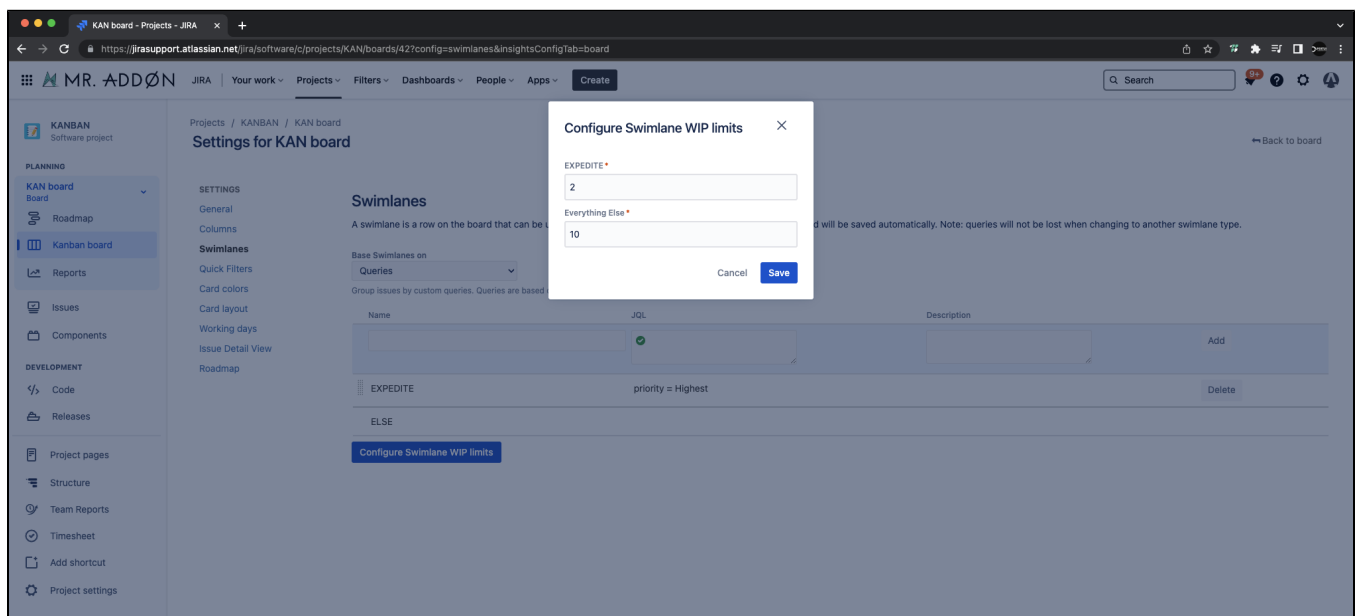 KAN board - Projects - JIRA
https://jirasupport.atlassian.net/jira/software/c/projects/KAN/boards/42?config=swimlanes&insightsConfigTab=board
MR. ADDØN JIRA Your work Projects Filters Dashboards People Apps Create Search 9+
KANBAN
Software project
PLANNING
KAN board
Board
Roadmap
Kanban board
Reports
Issues
Components
DEVELOPMENT
Code
Releases
Project pages
Structure
Team Reports
Timesheet
Add shortcut
Project settings
Projects / KANBAN / KAN board
Settings for KAN board
Back to board
SETTINGS
General
Columns
Swimlanes
Quick Filters
Card colors
Card layout
Working days
Issue Detail View
Roadmap
Swimlanes
A swimlane is a row on the board that can be
d will be saved automatically. Note: queries will not be lost when changing to another swimlane type.
Base Swimlanes on
Queries
Group issues by custom queries. Queries are based
Name JQL Description
Add
EXPEDITE priority = Highest Delete
ELSE
Configure Swimlane WIP limits
Configure Swimlane WIP limits
EXPEDITE *
2
Everything Else *
10
Cancel Save